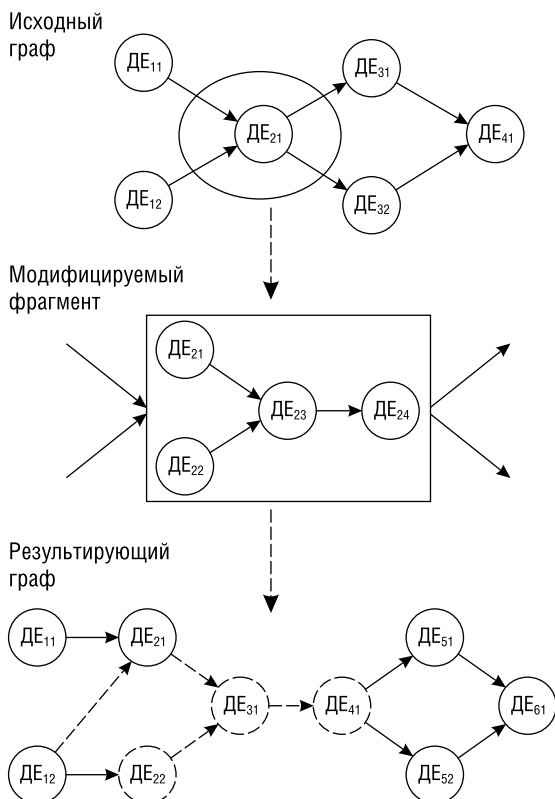 Исходный
граф
ДЕ₁₁
ДЕ₃₁
ДЕ₂₁
ДЕ₄₁
ДЕ₁₂
ДЕ₃₂
Модифицируемый
фрагмент
ДЕ₂₁
ДЕ₂₃
ДЕ₂₄
ДЕ₂₂
Результирующий
граф
ДЕ₁₁
ДЕ₂₁
ДЕ₅₁
ДЕ₃₁
ДЕ₄₁
ДЕ₆₁
ДЕ₁₂
ДЕ₂₂
ДЕ₅₂